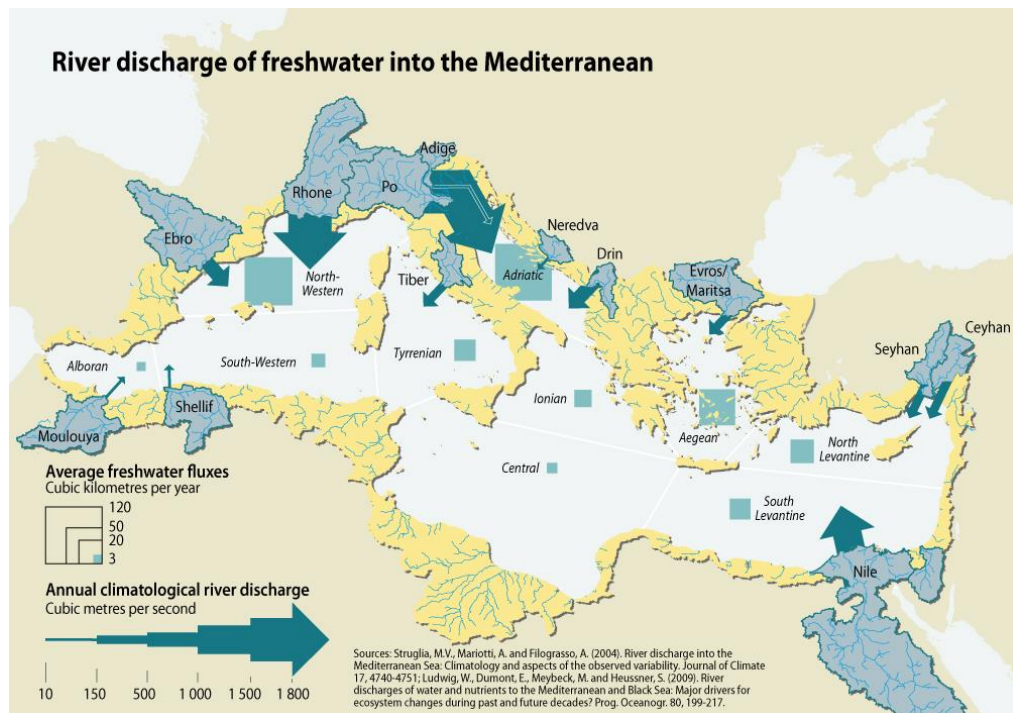 River discharge of freshwater into the Mediterranean
Adige
Rhone
Po
Neredva
Ebro
Drin
North-
Western
Tiber
Adriatic
Evros/
Maritsa
Ceyhan
Seyhan
Alboran
South-Western
Tyrrenian
Ionian
Shellif
Aegean
Moulouya
North
Levantine
Central
South
Levantine
Nile
Average freshwater fluxes
Cubic kilometres per year
120
50
20
3
Annual climatological river discharge
Cubic metres per second
10 150 500 1 000 1 500 1 800
Sources: Struglia, M.V., Mariotti, A. and Filograsso, A. (2004). River discharge into the
Mediterranean Sea: Climatology and aspects of the observed variability. Journal of Climate
17, 4740-4751; Ludwig, W., Dumont, E., Meybeck, M. and Heussner, S. (2009). River
discharges of water and nutrients to the Mediterranean and Black Sea: Major drivers for
ecosystem changes during past and future decades? Prog. Oceanogr. 80, 199-217.